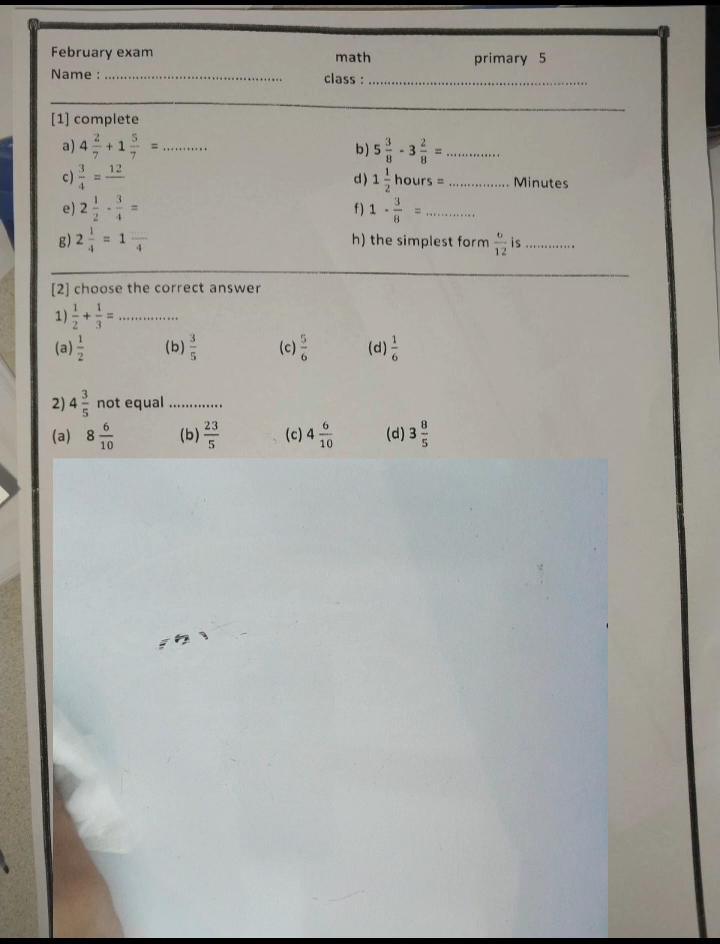 February exam math primary 5
Name : ................................................ class : ..........................................................
[1] complete
a) 4 2/7 + 1 5/7 = ........... b) 5 3/8 - 3 2/8 = ..............
c) 3/4 = 12/— d) 1 1/2 hours = ................ Minutes
e) 2 1/2 - 3/4 = f) 1 - 3/8 = .............
g) 2 1/4 = 1 —/4 h) the simplest form 6/12 is .............
[2] choose the correct answer
1) 1/2 + 1/3 = ...............
(a) 1/2 (b) 3/5 (c) 5/6 (d) 1/6
2) 4 3/5 not equal .............
(a) 8 6/10 (b) 23/5 (c) 4 6/10 (d) 3 8/5